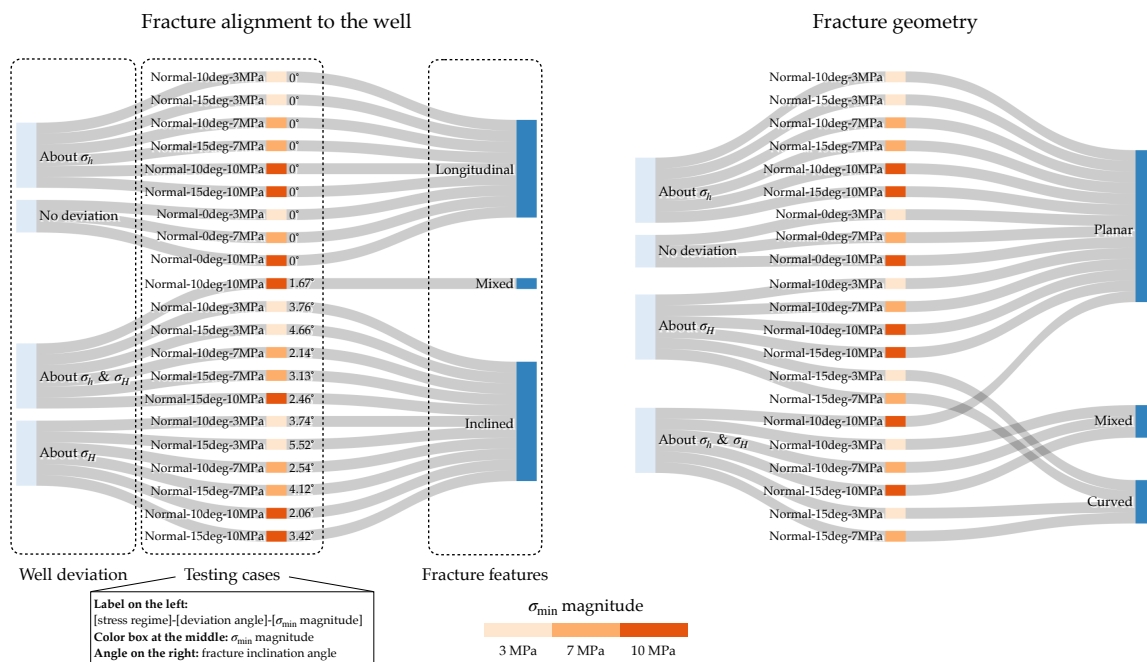 Fracture alignment to the well
Fracture geometry
Normal-10deg-3MPa 0°
Normal-15deg-3MPa 0°
Normal-10deg-7MPa 0°
Normal-15deg-7MPa 0°
Normal-10deg-10MPa 0°
Normal-15deg-10MPa 0°
Normal-0deg-3MPa 0°
Normal-0deg-7MPa 0°
Normal-0deg-10MPa 0°
Normal-10deg-10MPa 1.67°
Normal-10deg-3MPa 3.76°
Normal-15deg-3MPa 4.66°
Normal-10deg-7MPa 2.14°
Normal-15deg-7MPa 3.13°
Normal-15deg-10MPa 2.46°
Normal-10deg-3MPa 3.74°
Normal-15deg-3MPa 5.52°
Normal-10deg-7MPa 2.54°
Normal-15deg-7MPa 4.12°
Normal-10deg-10MPa 2.06°
Normal-15deg-10MPa 3.42°
About σh
No deviation
About σh & σH
About σH
Longitudinal
Mixed
Inclined
Well deviation
Testing cases
Fracture features
Label on the left:
[stress regime]-[deviation angle]-[σmin magnitude]
Color box at the middle: σmin magnitude
Angle on the right: fracture inclination angle
Normal-10deg-3MPa
Normal-15deg-3MPa
Normal-10deg-7MPa
Normal-15deg-7MPa
Normal-10deg-10MPa
Normal-15deg-10MPa
Normal-0deg-3MPa
Normal-0deg-7MPa
Normal-0deg-10MPa
Normal-10deg-3MPa
Normal-10deg-7MPa
Normal-10deg-10MPa
Normal-15deg-10MPa
Normal-15deg-3MPa
Normal-15deg-7MPa
Normal-10deg-10MPa
Normal-10deg-3MPa
Normal-10deg-7MPa
Normal-15deg-10MPa
Normal-15deg-3MPa
Normal-15deg-7MPa
About σh
No deviation
About σH
About σh & σH
Planar
Mixed
Curved
σmin magnitude
3 MPa 7 MPa 10 MPa